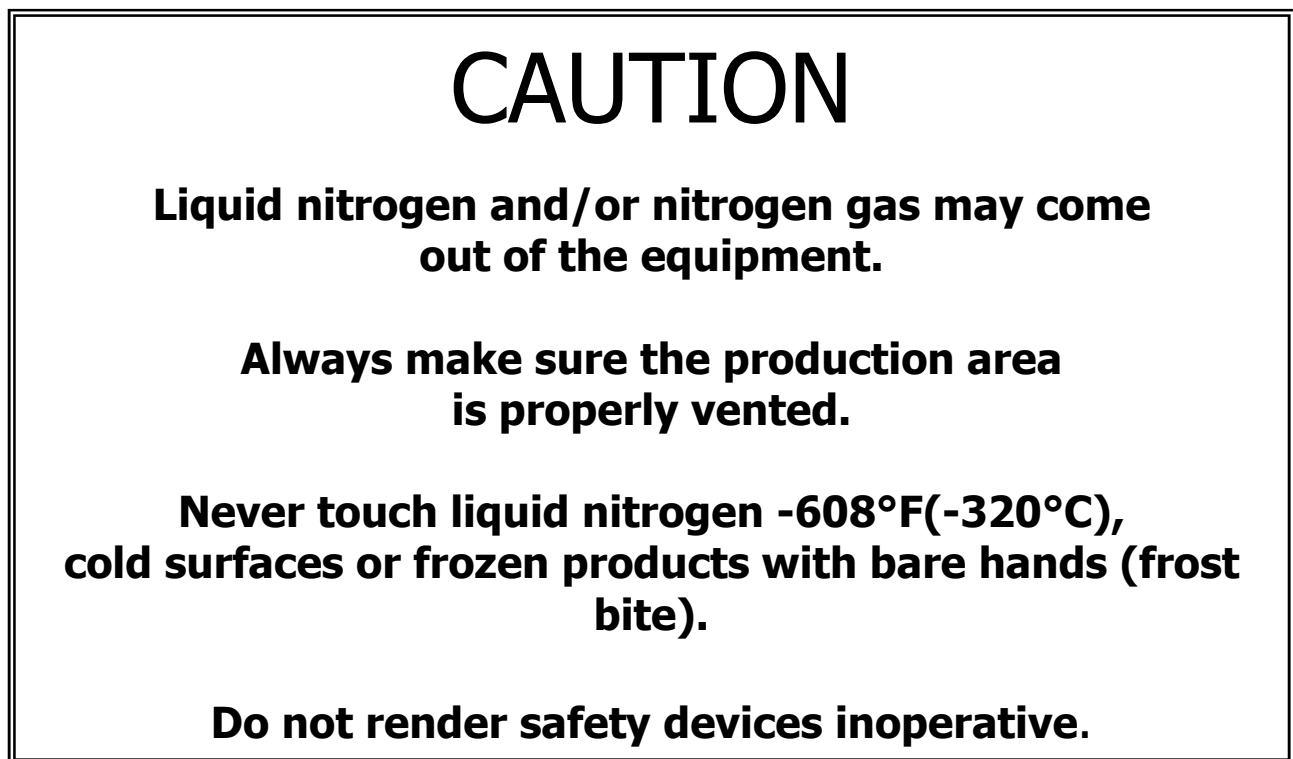 CAUTION
Liquid nitrogen and/or nitrogen gas may come
out of the equipment.
Always make sure the production area
is properly vented.
Never touch liquid nitrogen -608°F(-320°C),
cold surfaces or frozen products with bare hands (frost
bite).
Do not render safety devices inoperative.